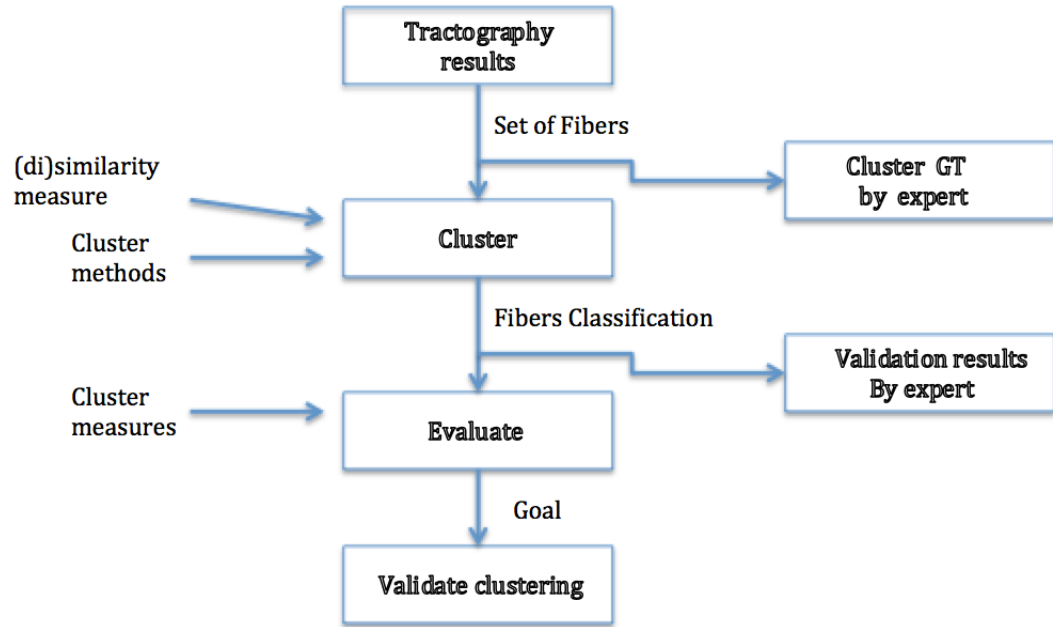 Tractography
results
Set of Fibers
Cluster GT
by expert
(di)similarity
measure
Cluster
Cluster
methods
Fibers Classification
Validation results
By expert
Cluster
measures
Evaluate
Goal
Validate clustering